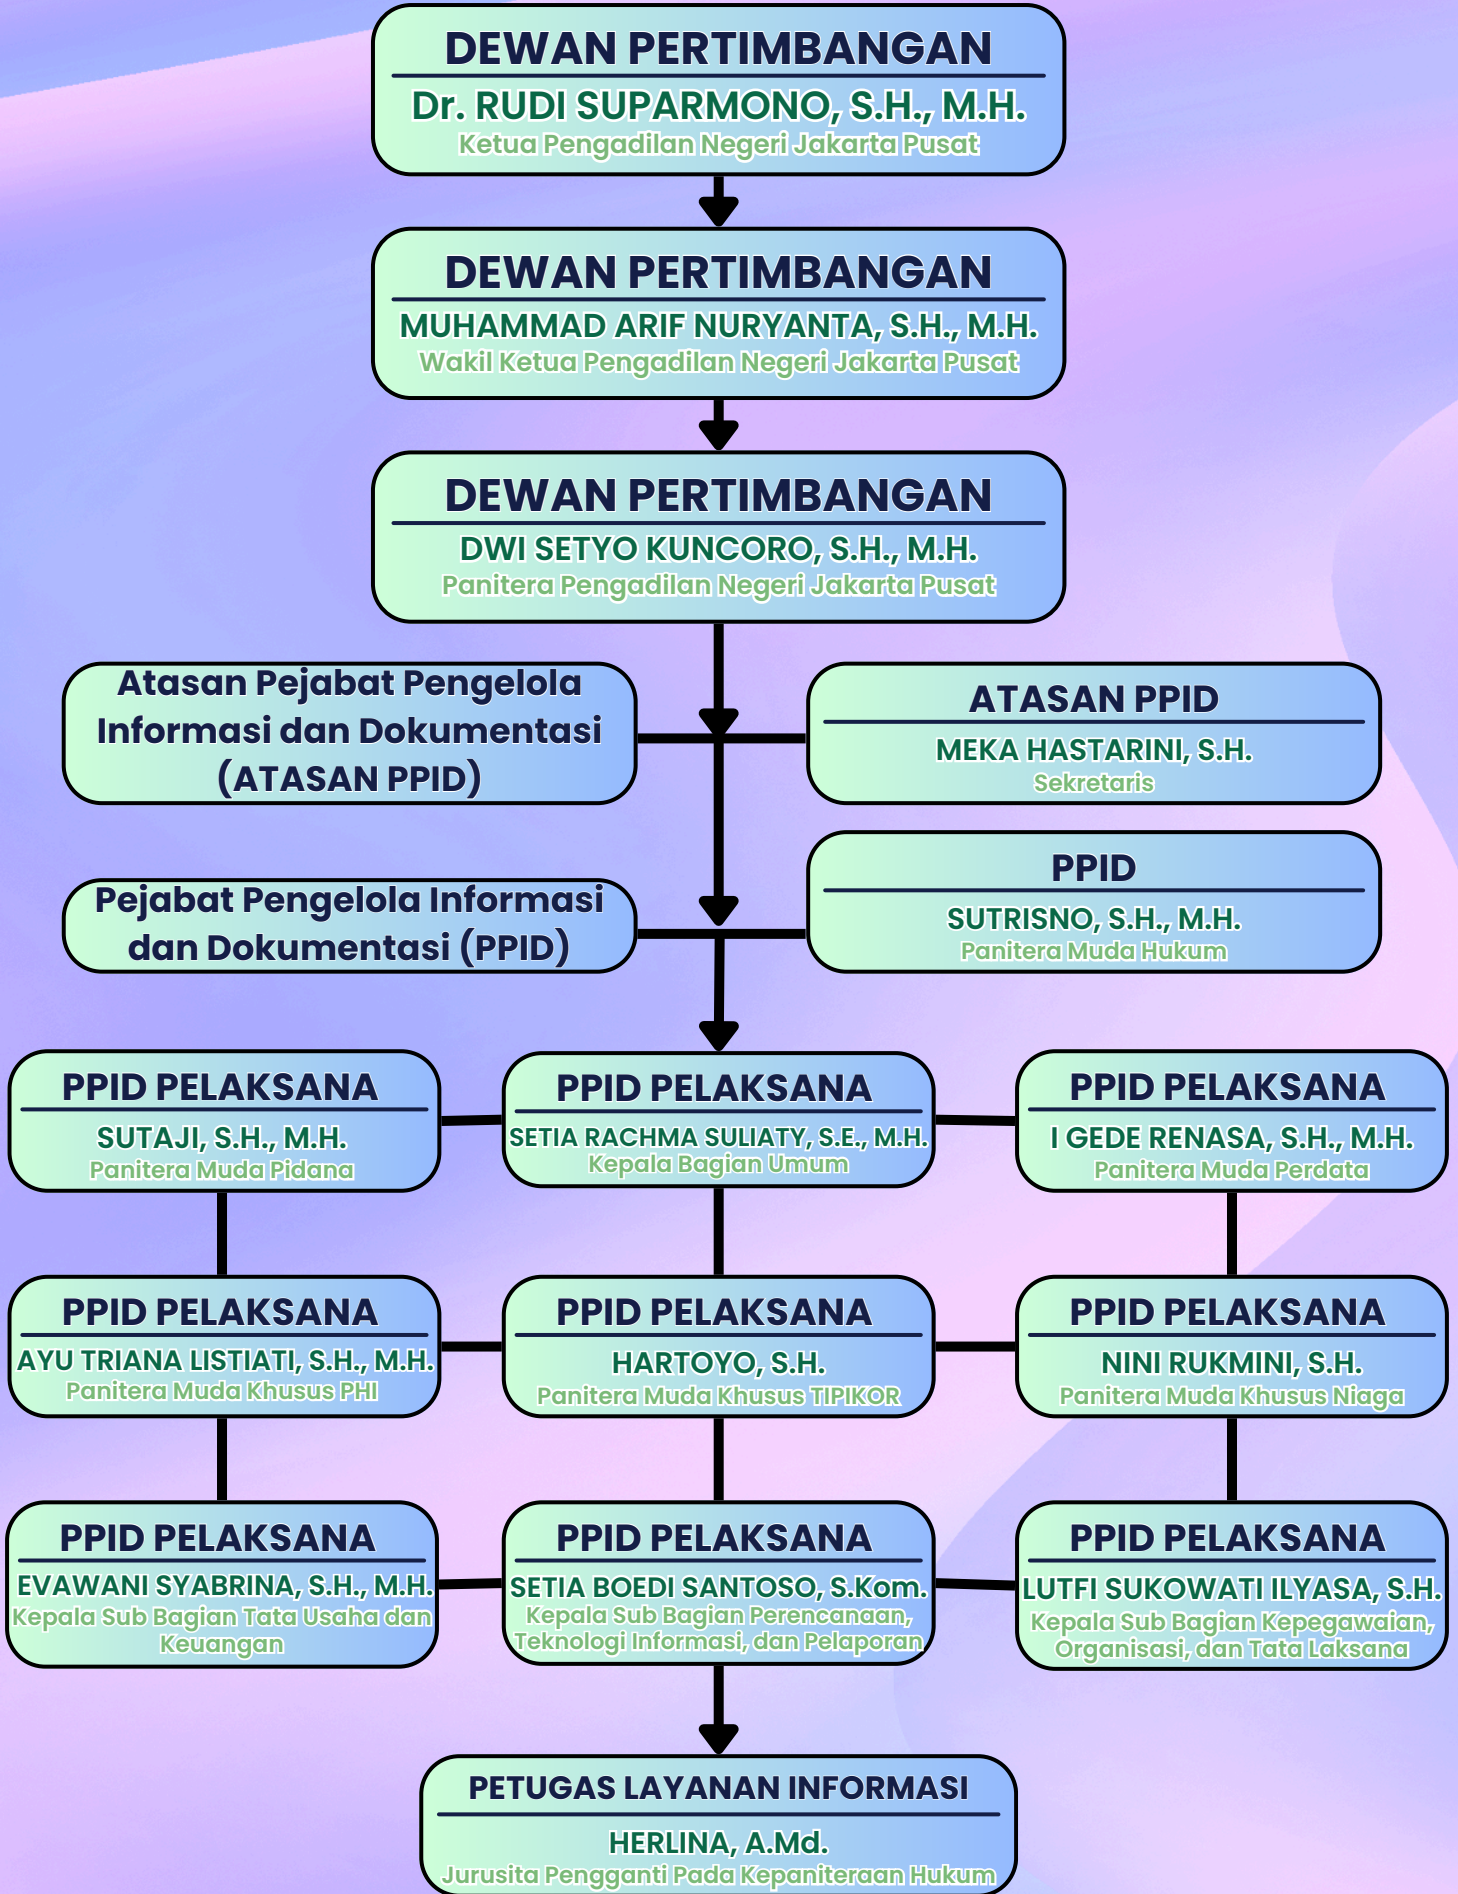 DEWAN PERTIMBANGAN
Dr. RUDI SUPARMONO, S.H., M.H.
Ketua Pengadilan Negeri Jakarta Pusat
DEWAN PERTIMBANGAN
MUHAMMAD ARIF NURYANTA, S.H., M.H.
Wakil Ketua Pengadilan Negeri Jakarta Pusat
DEWAN PERTIMBANGAN
DWI SETYO KUNCORO, S.H., M.H.
Panitera Pengadilan Negeri Jakarta Pusat
Atasan Pejabat Pengelola
Informasi dan Dokumentasi
(ATASAN PPID)
ATASAN PPID
MEKA HASTARINI, S.H.
Sekretaris
Pejabat Pengelola Informasi
dan Dokumentasi (PPID)
PPID
SUTRISNO, S.H., M.H.
Panitera Muda Hukum
PPID PELAKSANA
SUTAJI, S.H., M.H.
Panitera Muda Pidana
PPID PELAKSANA
SETIA RACHMA SULIATY, S.E., M.H.
Kepala Bagian Umum
PPID PELAKSANA
I GEDE RENASA, S.H., M.H.
Panitera Muda Perdata
PPID PELAKSANA
AYU TRIANA LISTIATI, S.H., M.H.
Panitera Muda Khusus PHI
PPID PELAKSANA
HARTOYO, S.H.
Panitera Muda Khusus TIPIKOR
PPID PELAKSANA
NINI RUKMINI, S.H.
Panitera Muda Khusus Niaga
PPID PELAKSANA
EVAWANI SYABRINA, S.H., M.H.
Kepala Sub Bagian Tata Usaha dan
Keuangan
PPID PELAKSANA
SETIA BOEDI SANTOSO, S.Kom.
Kepala Sub Bagian Perencanaan,
Teknologi Informasi, dan Pelaporan
PPID PELAKSANA
LUTFI SUKOWATI ILYASA, S.H.
Kepala Sub Bagian Kepegawaian,
Organisasi, dan Tata Laksana
PETUGAS LAYANAN INFORMASI
HERLINA, A.Md.
Jurusita Pengganti Pada Kepaniteraan Hukum